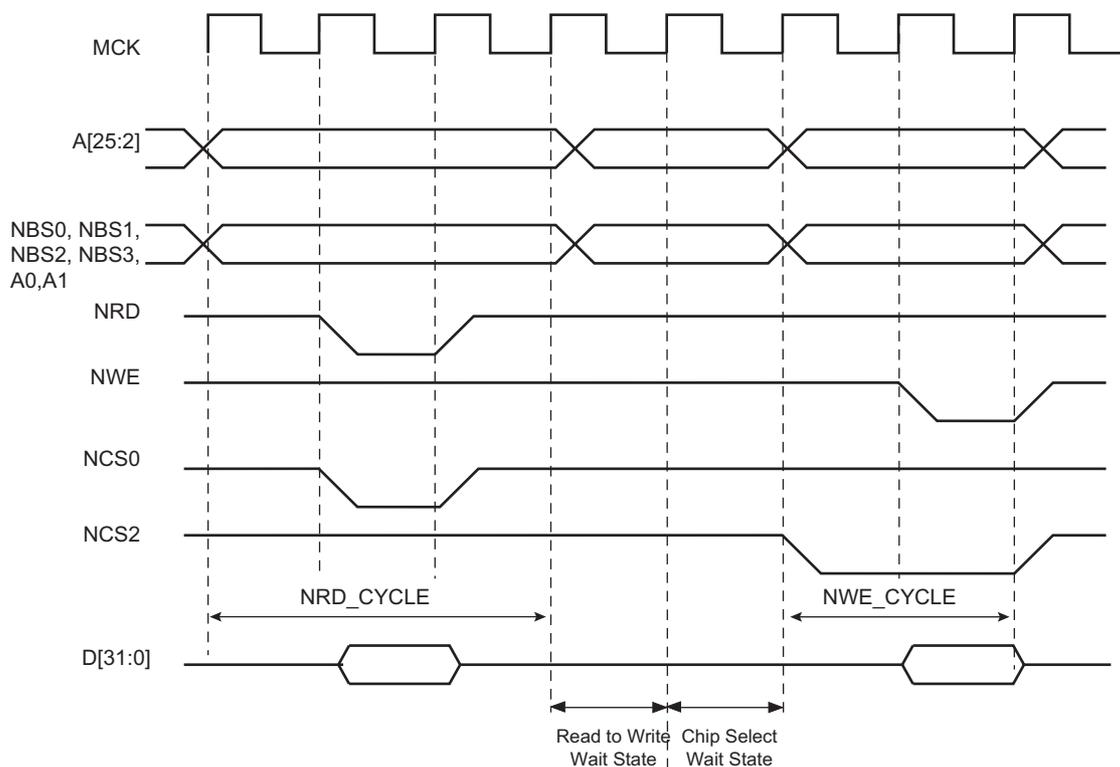 MCK
A[25:2]
NBS0, NBS1,
NBS2, NBS3,
A0,A1
NRD
NWE
NCS0
NCS2
NRD_CYCLE
NWE_CYCLE
D[31:0]
Read to Write
Wait State
Chip Select
Wait State